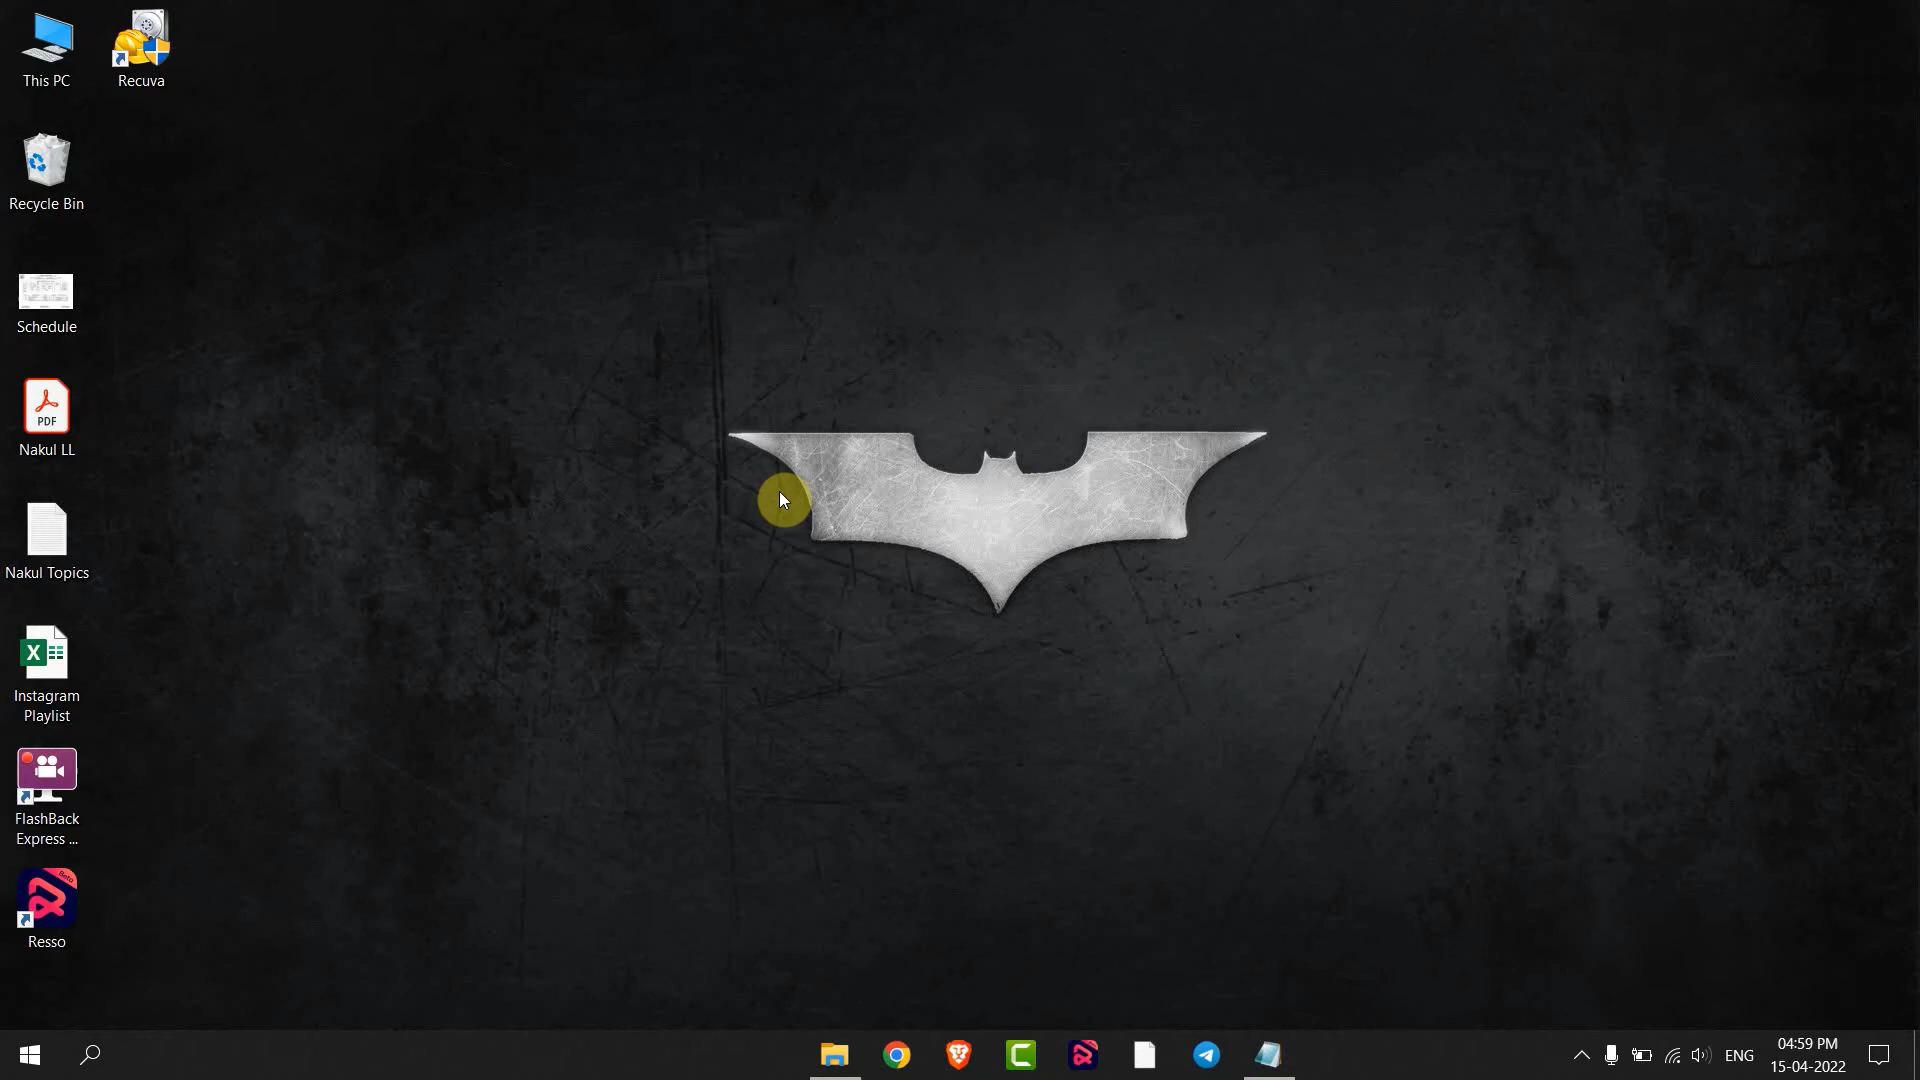 This PC
Recuva
Recycle Bin
Schedule
PDF
Nakul LL
Nakul Topics
X
Instagram
Playlist
FlashBack
Express ...
Beta
Resso
ENG
04:59 PM
15-04-2022